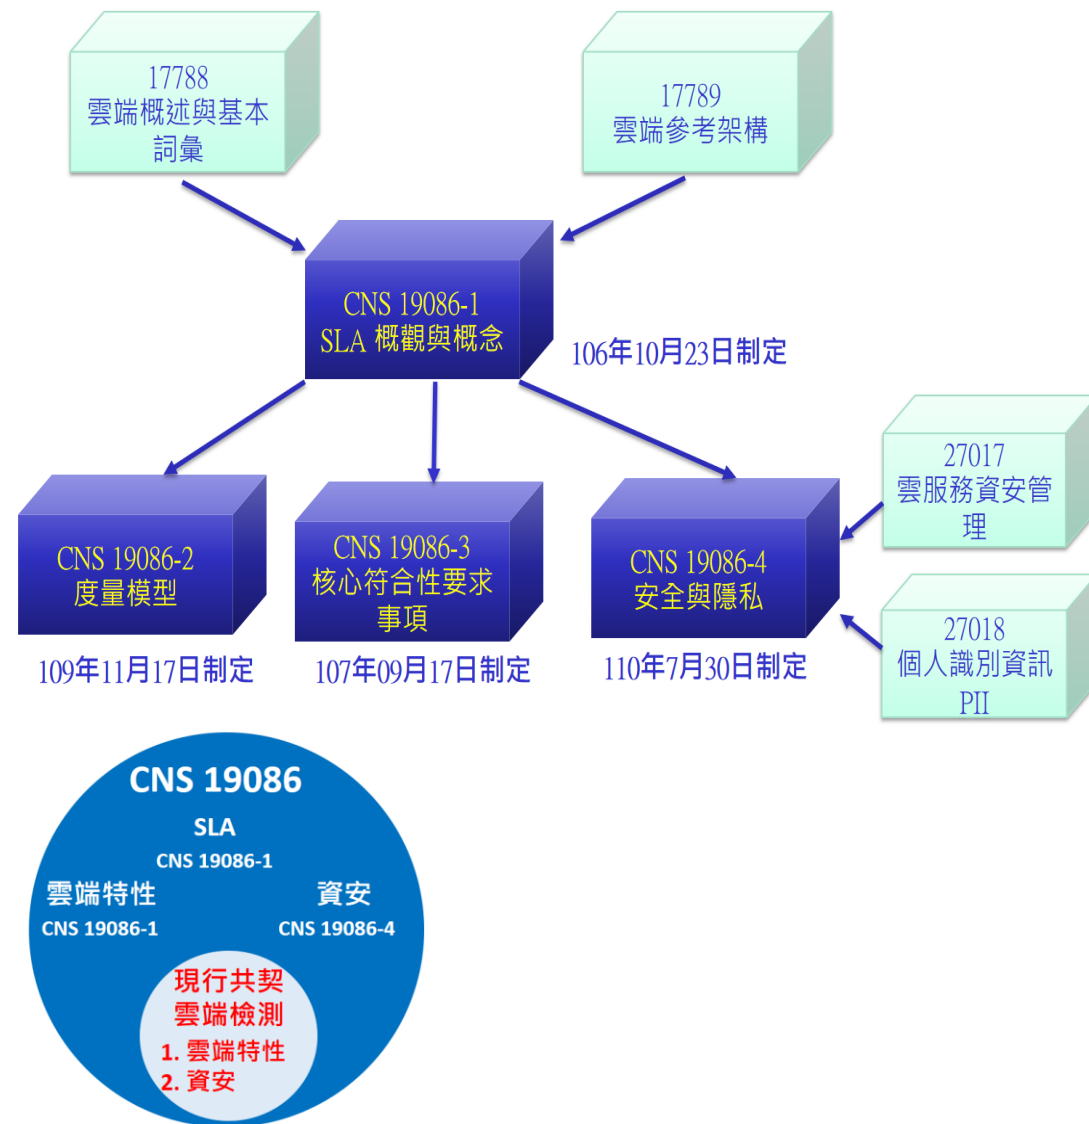 17788
雲端概述與基本
詞彙
17789
雲端參考架構
CNS 19086-1
SLA 概觀與概念
106年10月23日制定
CNS 19086-2
度量模型
109年11月17日制定
CNS 19086-3
核心符合性要求
事項
107年09月17日制定
CNS 19086-4
安全與隱私
110年7月30日制定
27017
雲服務資安管
理
27018
個人識別資訊
PII
CNS 19086
SLA
CNS 19086-1
雲端特性
CNS 19086-1
資安
CNS 19086-4
現行共契
雲端檢測
1. 雲端特性
2. 資安